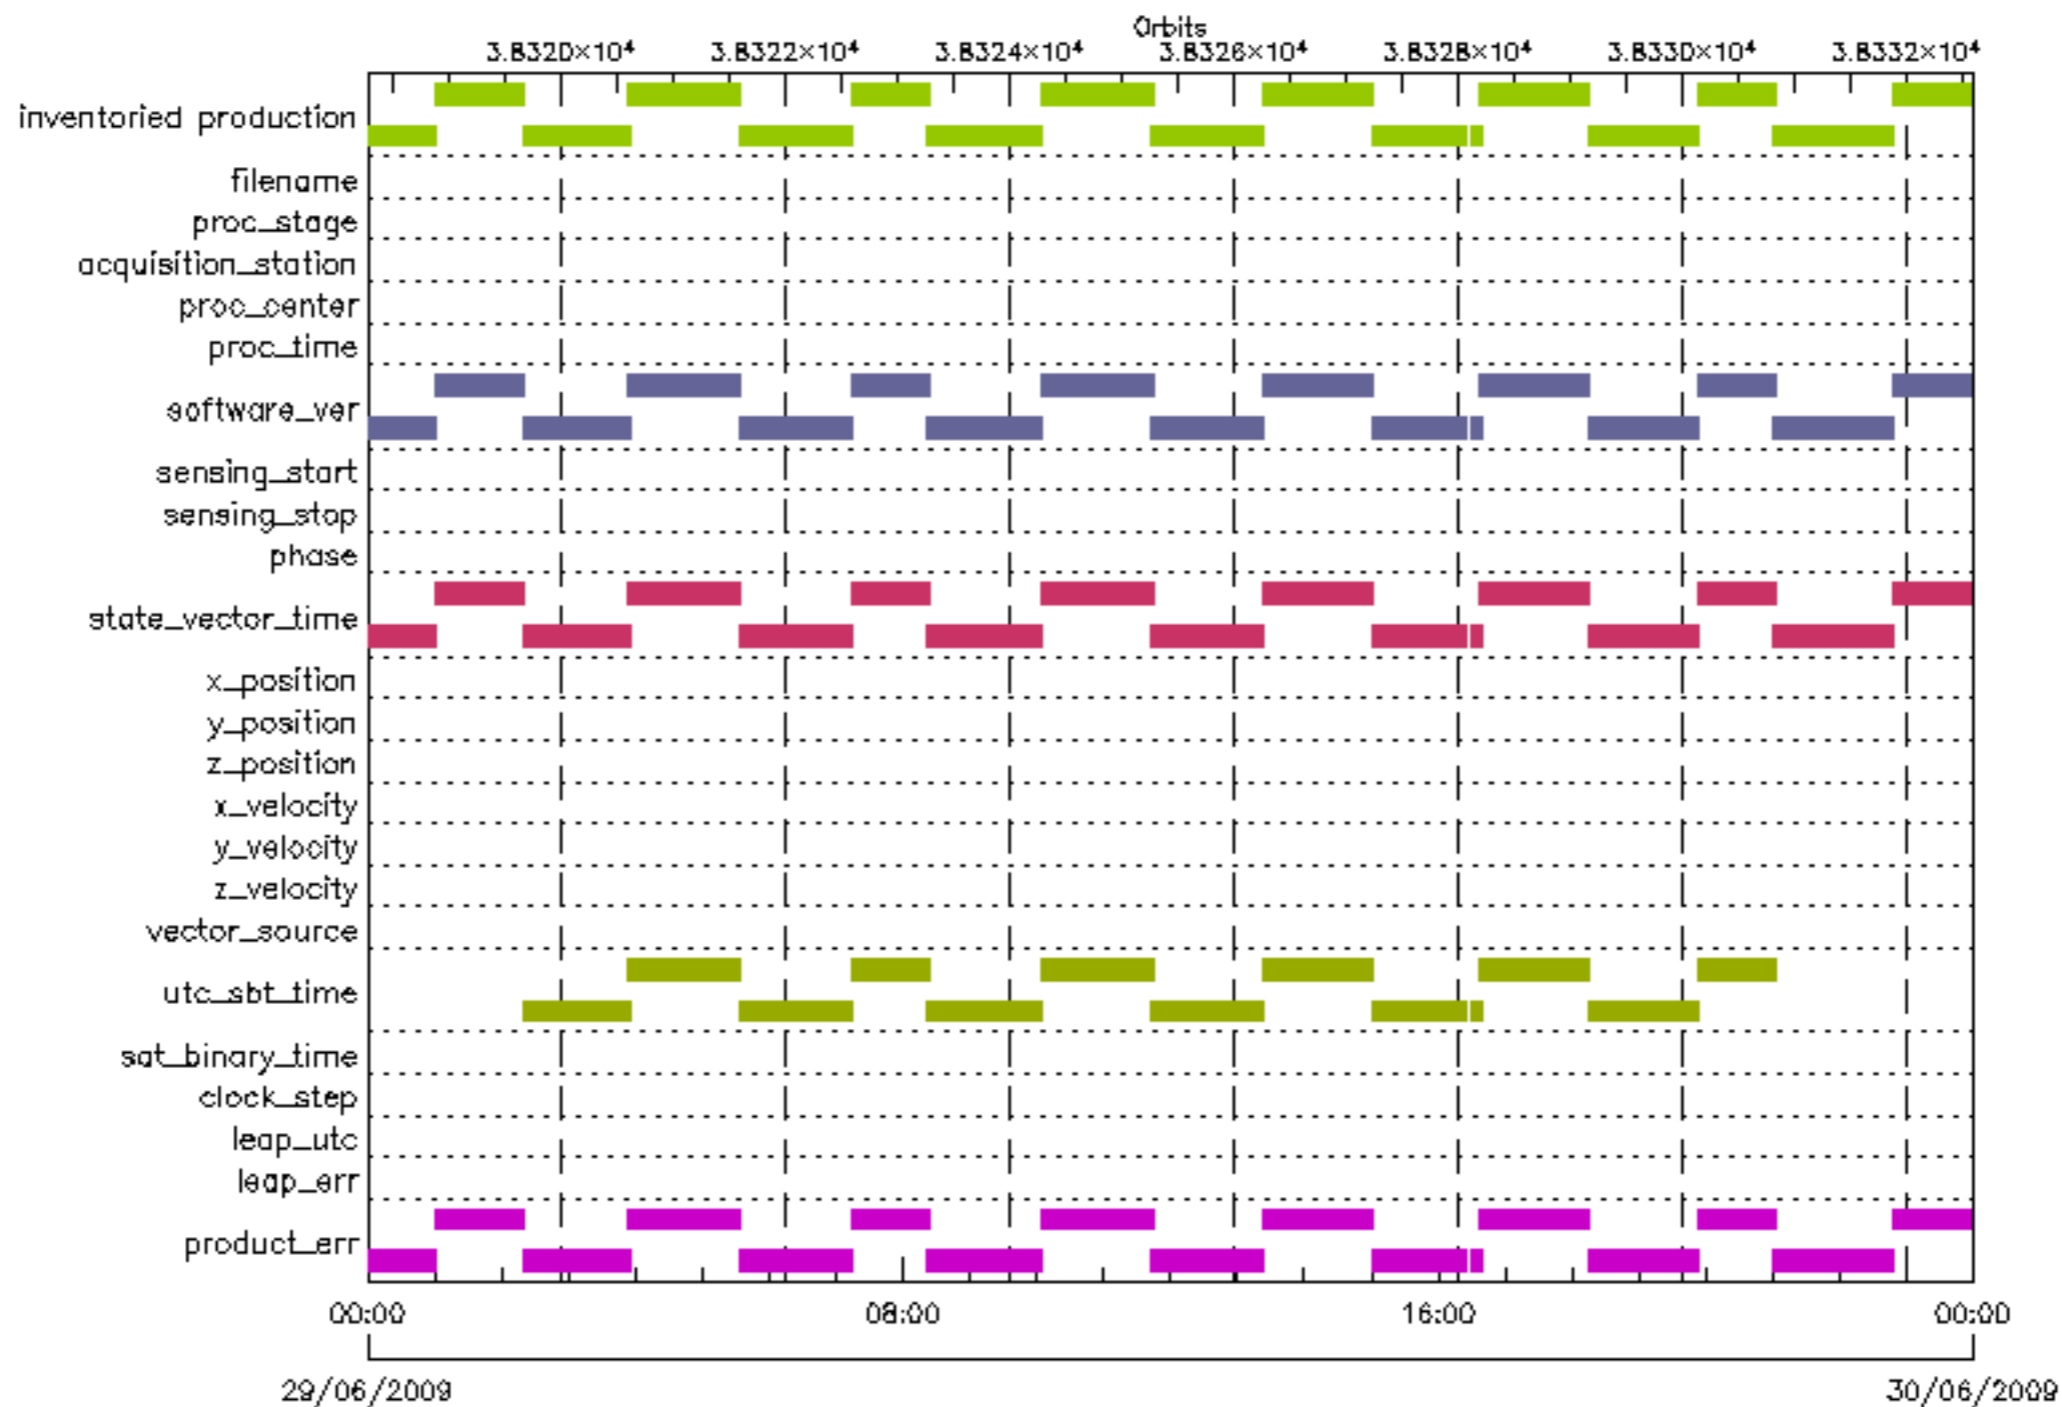 Orbits
3.8320×10⁴ 3.8322×10⁴ 3.8324×10⁴ 3.8326×10⁴ 3.8328×10⁴ 3.8330×10⁴ 3.8332×10⁴
inventoried production
filename
proc_stage
acquisition_station
proc_center
proc_time
software_ver
sensing_start
sensing_stop
phase
state_vector_time
x_position
y_position
z_position
x_velocity
y_velocity
z_velocity
vector_source
utc_sbt_time
sat_binary_time
clock_step
leap_utc
leap_err
product_err
00:00 08:00 16:00 00:00
29/06/2009 30/06/2009